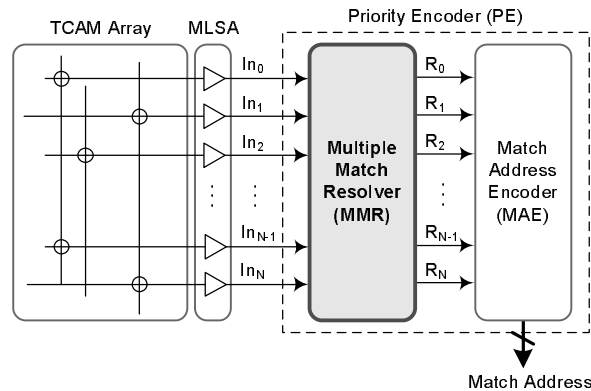 Priority Encoder (PE)
TCAM Array
MLSA
In0
In1
In2
InN-1
InN
Multiple
Match
Resolver
(MMR)
R0
R1
R2
RN-1
RN
Match
Address
Encoder
(MAE)
Match Address